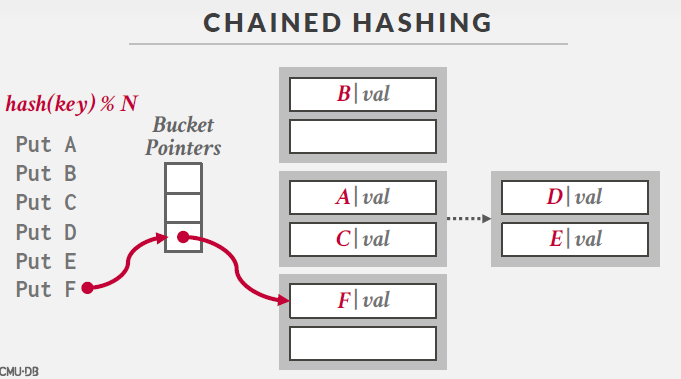 CHAINED HASHING
hash(key) % N
Put A
Put B
Put C
Put D
Put E
Put F
Bucket
Pointers
B|val
A|val
C|val
D|val
E|val
F|val
CMU·DB